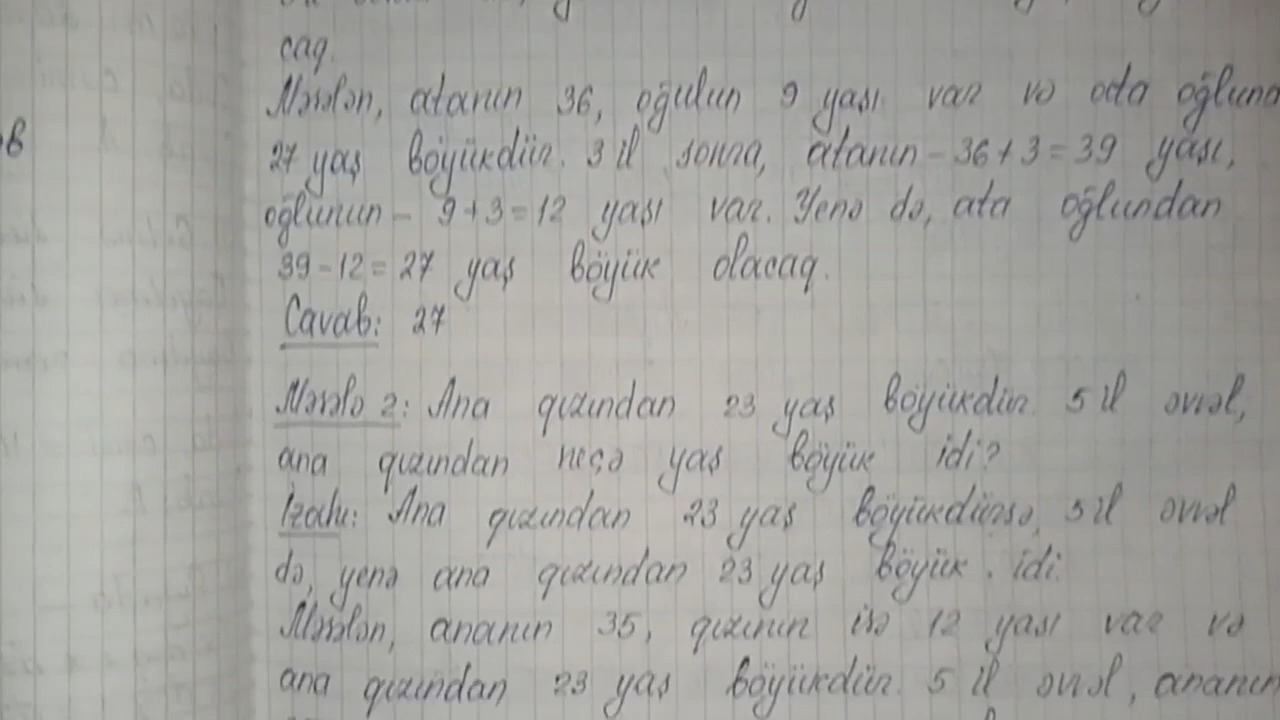 caq.
Məsələn, atanın 36, oğulun 9 yaşı var və ata oğlund
27 yaş böyükdür. 3 il sonra, atanın - 36 + 3 = 39 yaşı,
oğlunun - 9 + 3 = 12 yaşı var. Yenə də, ata oğlundan
39 - 12 = 27 yaş böyük olacaq.
Cavab: 27
Məsələ 2: Ana qızından 23 yaş böyükdür. 5 il əvvəl,
ana qızından neçə yaş böyük idi?
İzahı: Ana qızından 23 yaş böyükdürsə, 5 il əvvəl
də, yenə ana qızından 23 yaş böyük idi.
Məsələn, ananın 35, qızının isə 12 yaşı var və
ana qızından 23 yaş böyükdür. 5 il əvvəl, ananın